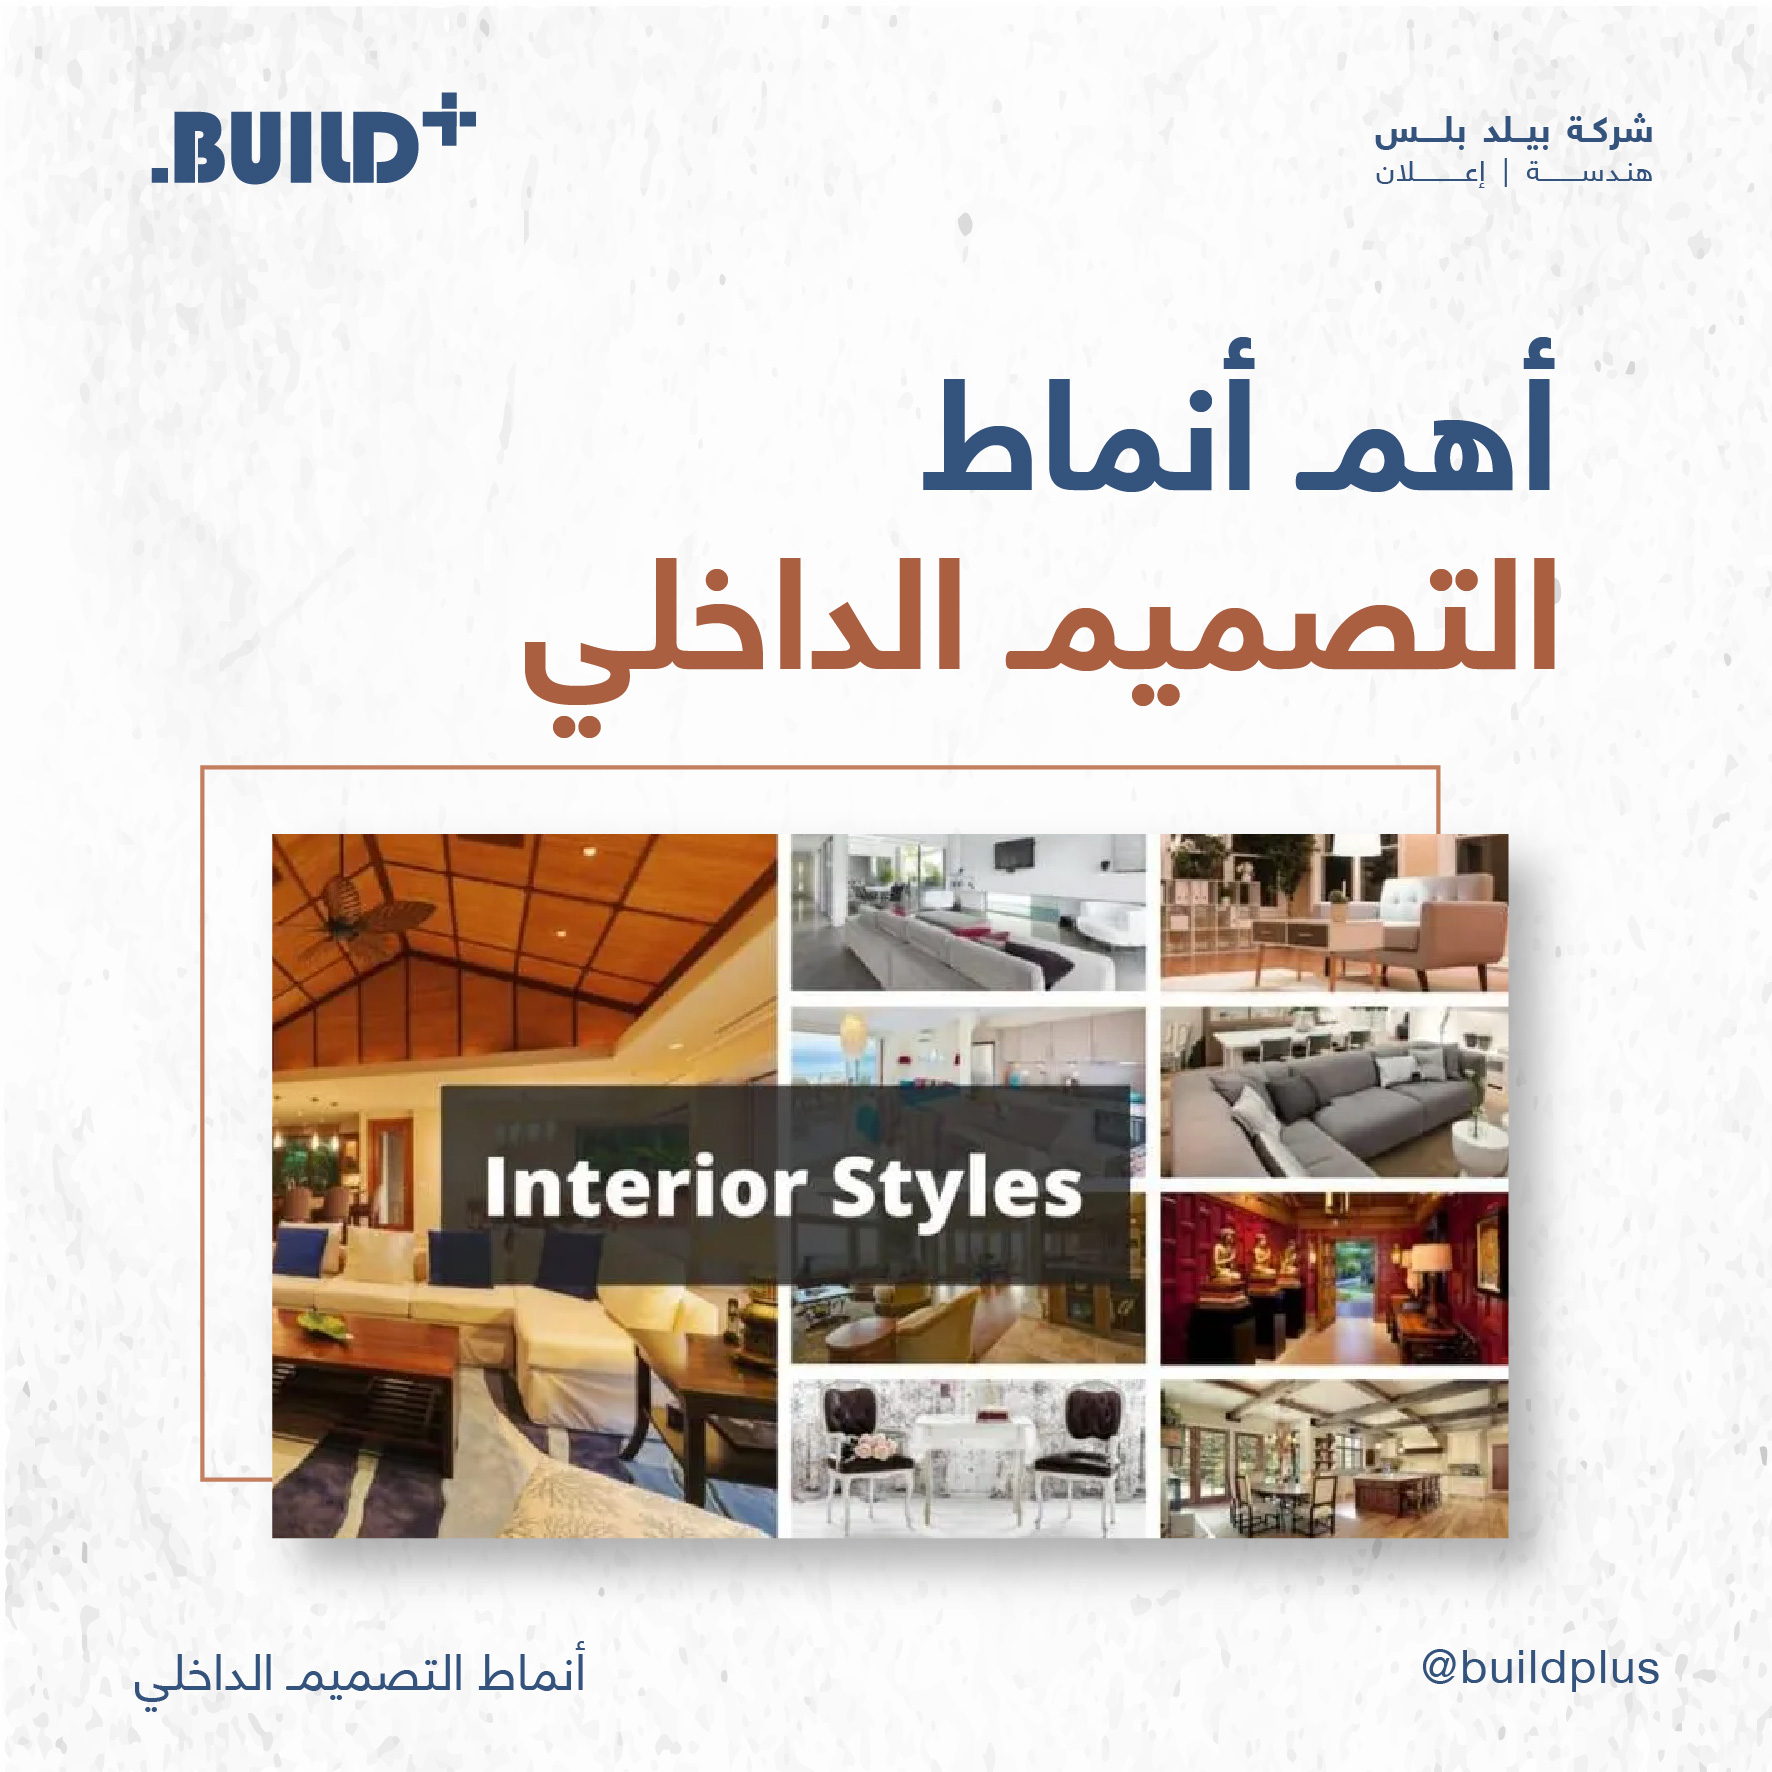 .BUILD+
شركة بيلد بلس
هندسة | إعلان
أهم أنماط
التصميم الداخلي
Interior Styles
أنماط التصميم الداخلي
@buildplus